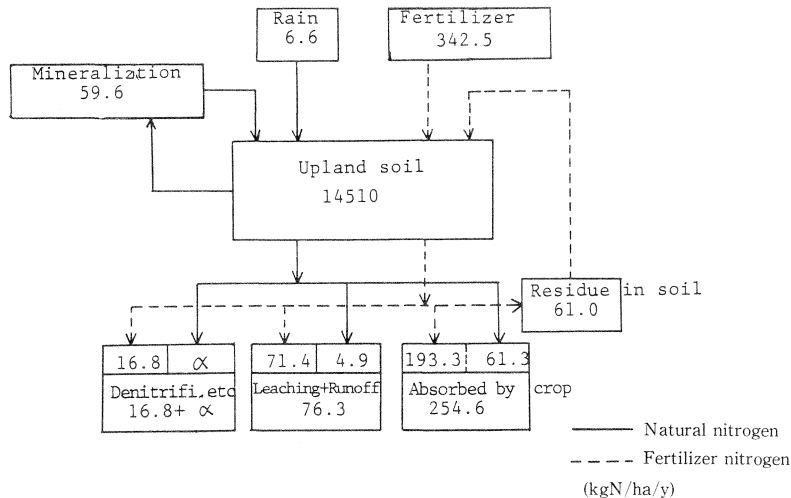 Rain
6.6
Fertilizer
342.5
Mineraliztion
59.6
Upland soil
14510
Residue in soil
61.0
16.8 α
71.4 4.9
193.3 61.3
Denitrifi.etc
16.8+ α
Leaching+Runoff
76.3
Absorbed by crop
254.6
Natural nitrogen
Fertilizer nitrogen
(kgN/ha/y)